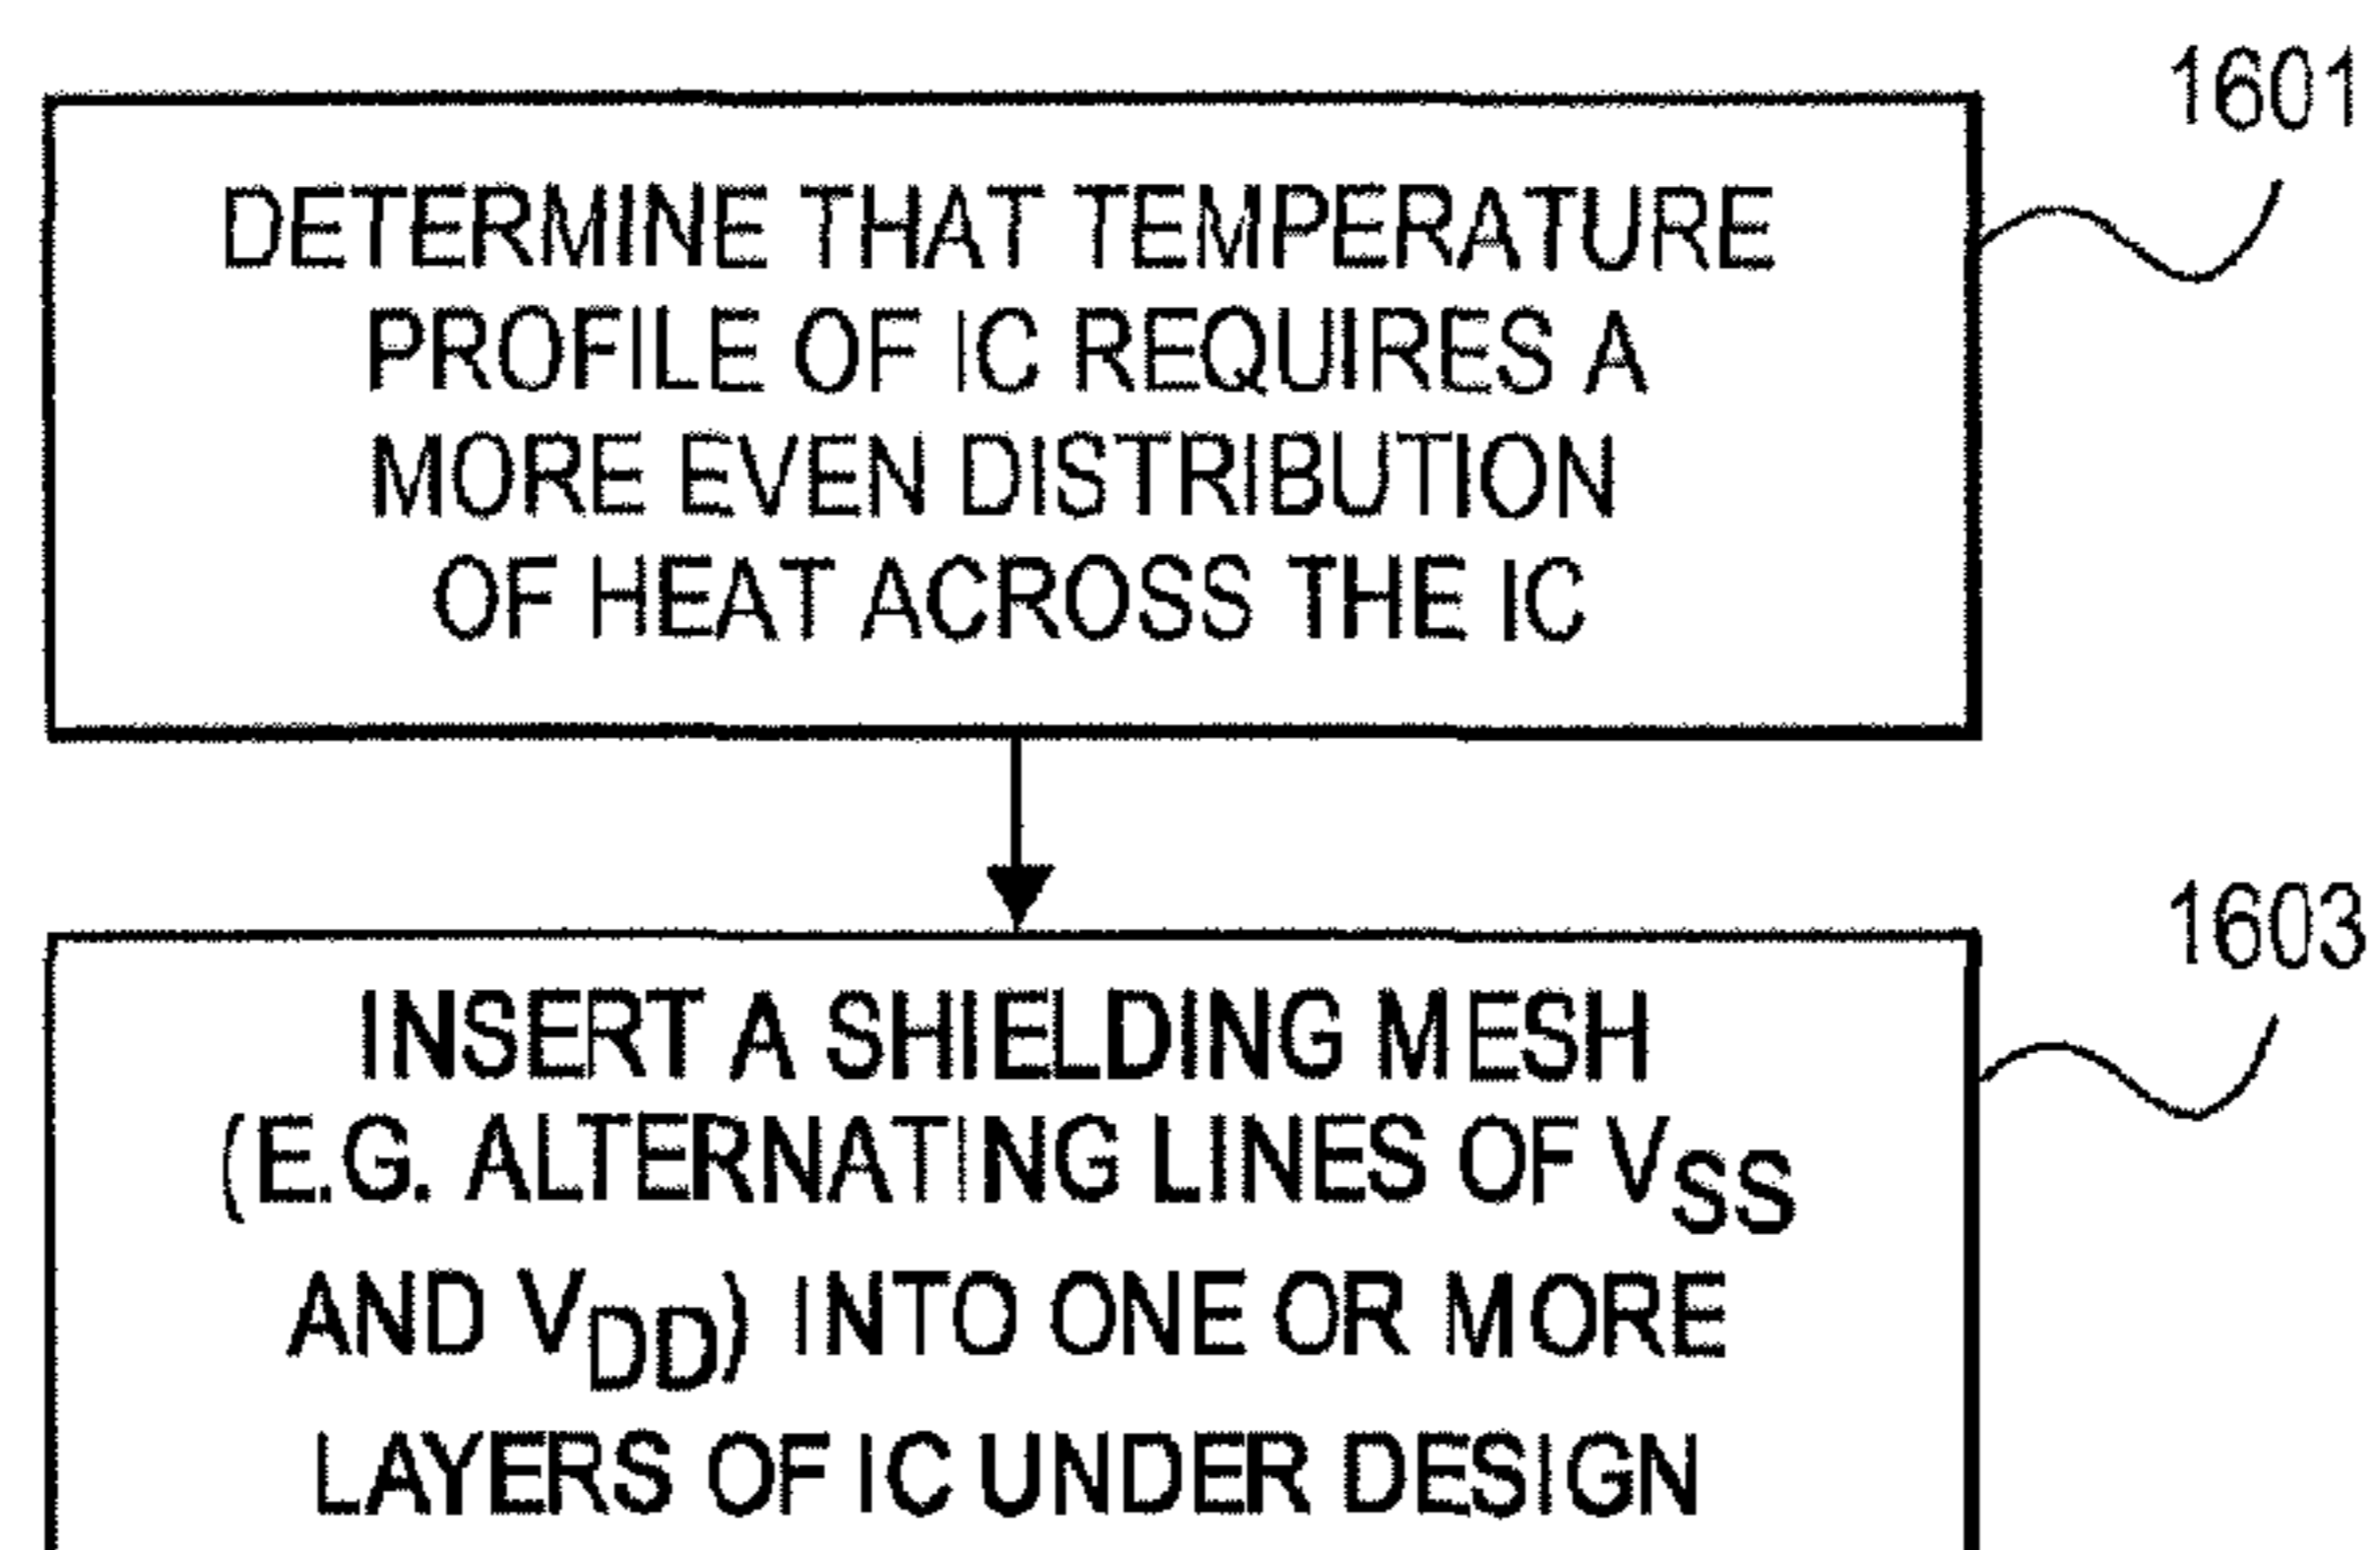 1601
DETERMINE THAT TEMPERATURE
PROFILE OF IC REQUIRES A
MORE EVEN DISTRIBUTION
OF HEAT ACROSS THE IC
1603
INSERT A SHIELDING MESH
(E.G. ALTERNATING LINES OF VSS
AND VDD) INTO ONE OR MORE
LAYERS OF IC UNDER DESIGN